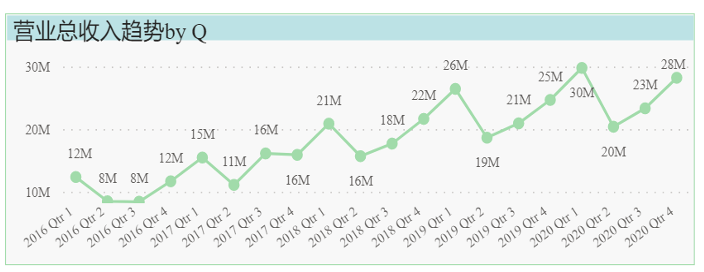 营业总收入趋势by Q
30M
20M
10M
12M
8M
8M
12M
15M
11M
16M
16M
21M
16M
18M
22M
26M
19M
21M
25M
30M
20M
23M
28M
2016 Qtr 1
2016 Qtr 2
2016 Qtr 3
2016 Qtr 4
2017 Qtr 1
2017 Qtr 2
2017 Qtr 3
2017 Qtr 4
2018 Qtr 1
2018 Qtr 2
2018 Qtr 3
2018 Qtr 4
2019 Qtr 1
2019 Qtr 2
2019 Qtr 3
2019 Qtr 4
2020 Qtr 1
2020 Qtr 2
2020 Qtr 3
2020 Qtr 4